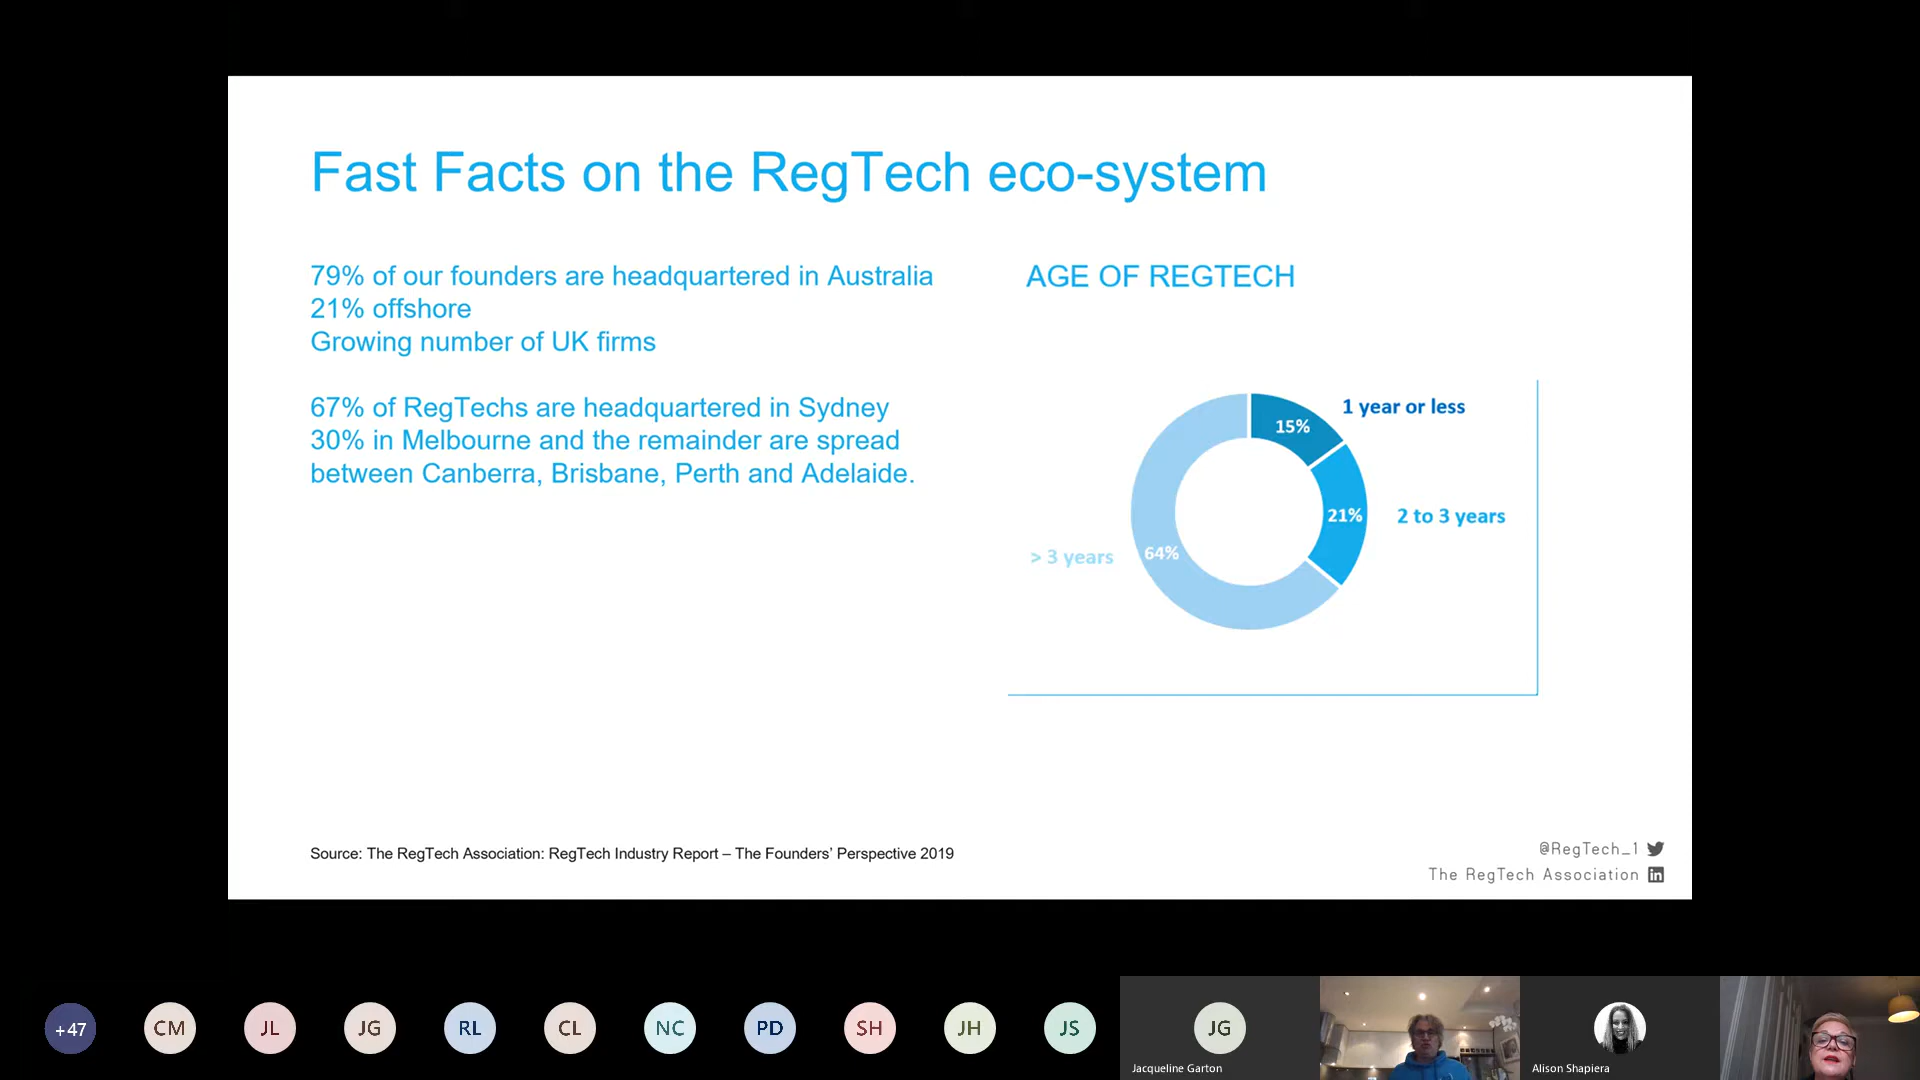 Fast Facts on the RegTech eco-system
79% of our founders are headquartered in Australia
21% offshore
Growing number of UK firms
67% of RegTechs are headquartered in Sydney
30% in Melbourne and the remainder are spread
between Canberra, Brisbane, Perth and Adelaide.
AGE OF REGTECH
1 year or less
15%
21%
2 to 3 years
> 3 years
64%
Source: The RegTech Association: RegTech Industry Report – The Founders' Perspective 2019
@RegTech_1
The RegTech Association in
+47
CM
JL
JG
RL
CL
NC
PD
SH
JH
JS
JG
Jacqueline Garton
Alison Shapiera